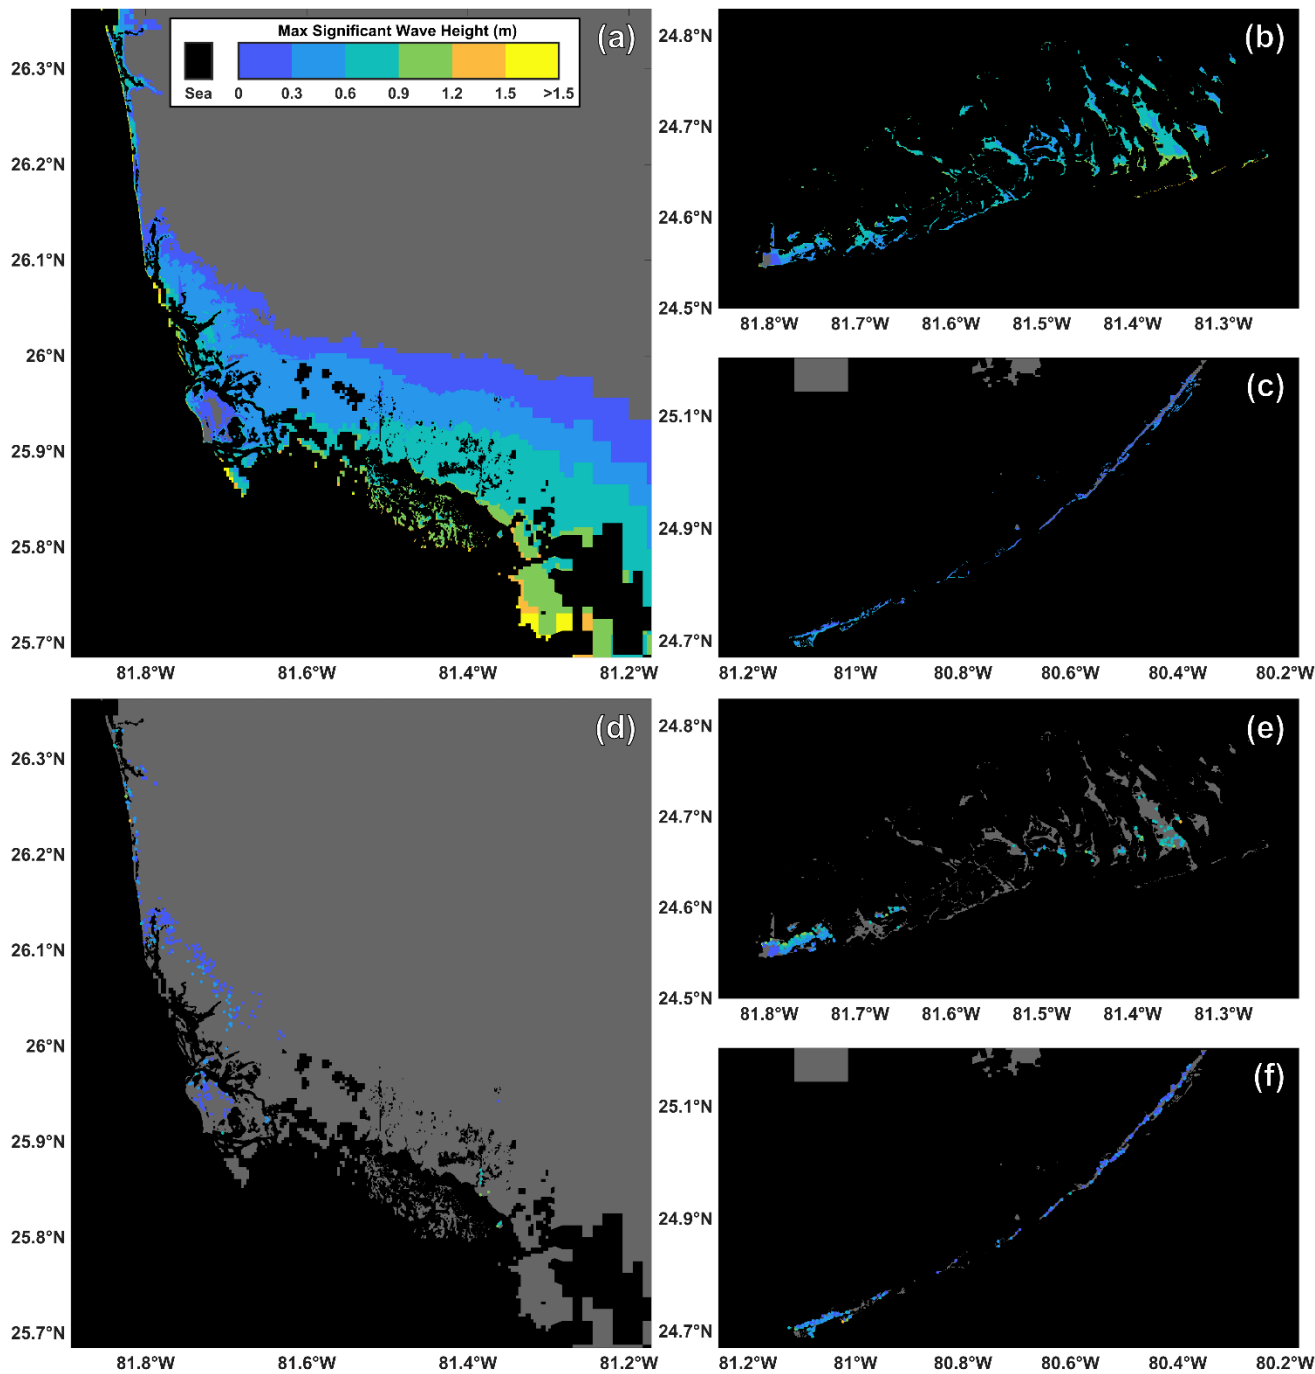 Max Significant Wave Height (m)
Sea 0 0.3 0.6 0.9 1.2 1.5 >1.5
(a)
26.3°N
26.2°N
26.1°N
26°N
25.9°N
25.8°N
25.7°N
81.8°W 81.6°W 81.4°W 81.2°W
(b)
24.8°N
24.7°N
24.6°N
24.5°N
81.8°W 81.7°W 81.6°W 81.5°W 81.4°W 81.3°W
(c)
25.1°N
24.9°N
24.7°N
81.2°W 81°W 80.8°W 80.6°W 80.4°W 80.2°W
(d)
26.3°N
26.2°N
26.1°N
26°N
25.9°N
25.8°N
25.7°N
81.8°W 81.6°W 81.4°W 81.2°W
(e)
24.8°N
24.7°N
24.6°N
24.5°N
81.8°W 81.7°W 81.6°W 81.5°W 81.4°W 81.3°W
(f)
25.1°N
24.9°N
24.7°N
81.2°W 81°W 80.8°W 80.6°W 80.4°W 80.2°W